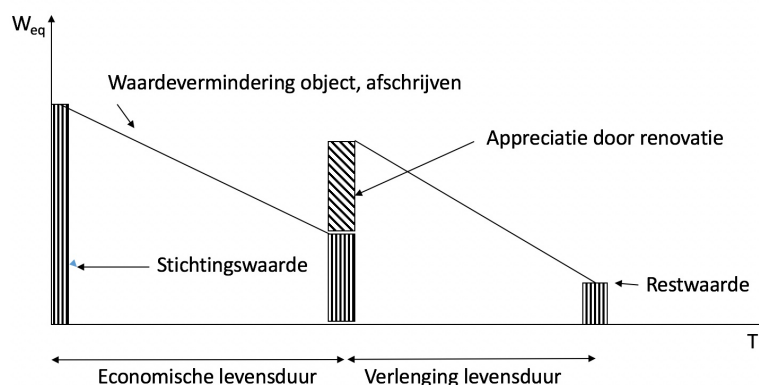 W_eq
Waardevermindering object, afschrijven
Appreciatie door renovatie
Stichtingswaarde
Restwaarde
T
Economische levensduur
Verlenging levensduur